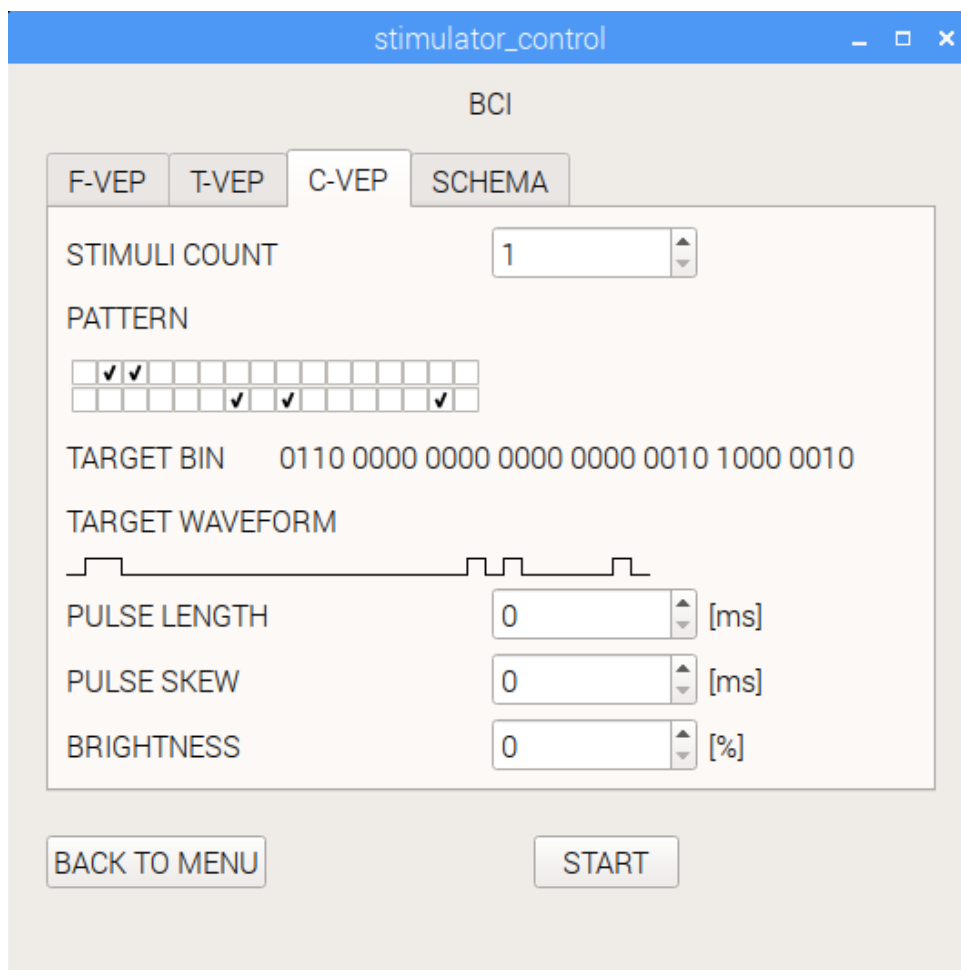 stimulator_control
BCI
F-VEP T-VEP C-VEP SCHEMA
STIMULI COUNT 1
PATTERN
TARGET BIN 0110 0000 0000 0000 0000 0010 1000 0010
TARGET WAVEFORM
PULSE LENGTH 0 [ms]
PULSE SKEW 0 [ms]
BRIGHTNESS 0 [%]
BACK TO MENU START